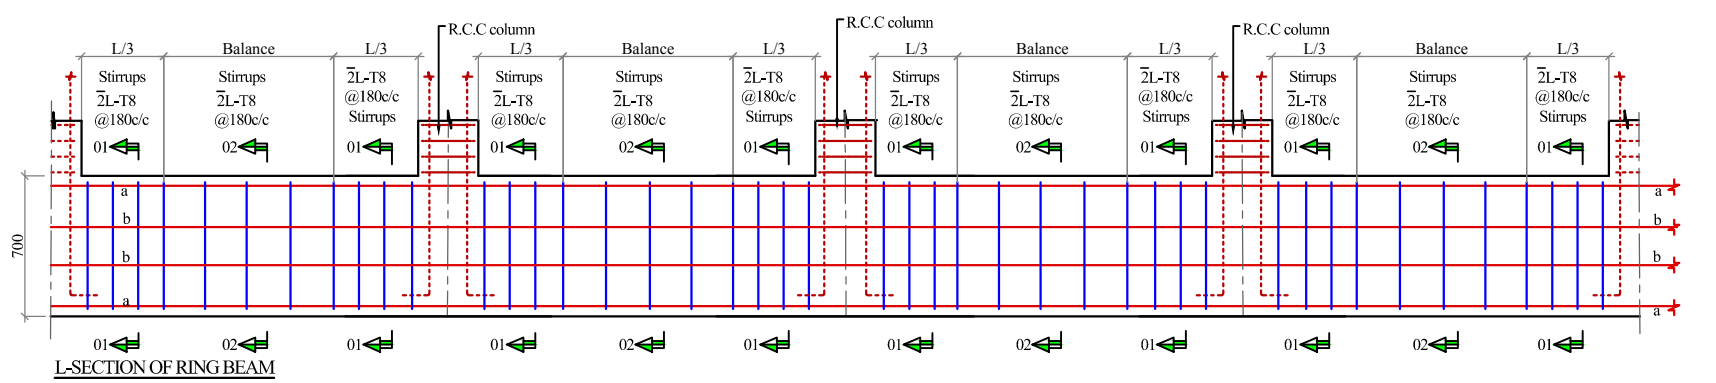 R.C.C column
R.C.C column
R.C.C column
L/3
Balance
L/3
L/3
Balance
L/3
L/3
Balance
L/3
L/3
Balance
L/3
Stirrups
2L-T8
@180c/c
Stirrups
2L-T8
@180c/c
2L-T8
@180c/c
Stirrups
Stirrups
2L-T8
@180c/c
Stirrups
2L-T8
@180c/c
2L-T8
@180c/c
Stirrups
Stirrups
2L-T8
@180c/c
Stirrups
2L-T8
@180c/c
2L-T8
@180c/c
Stirrups
Stirrups
2L-T8
@180c/c
Stirrups
2L-T8
@180c/c
2L-T8
@180c/c
Stirrups
01
02
01
01
02
01
01
02
01
01
02
01
a
a
b
b
b
b
a
a
700
01
02
01
01
02
01
01
02
01
01
02
01
L-SECTION OF RING BEAM